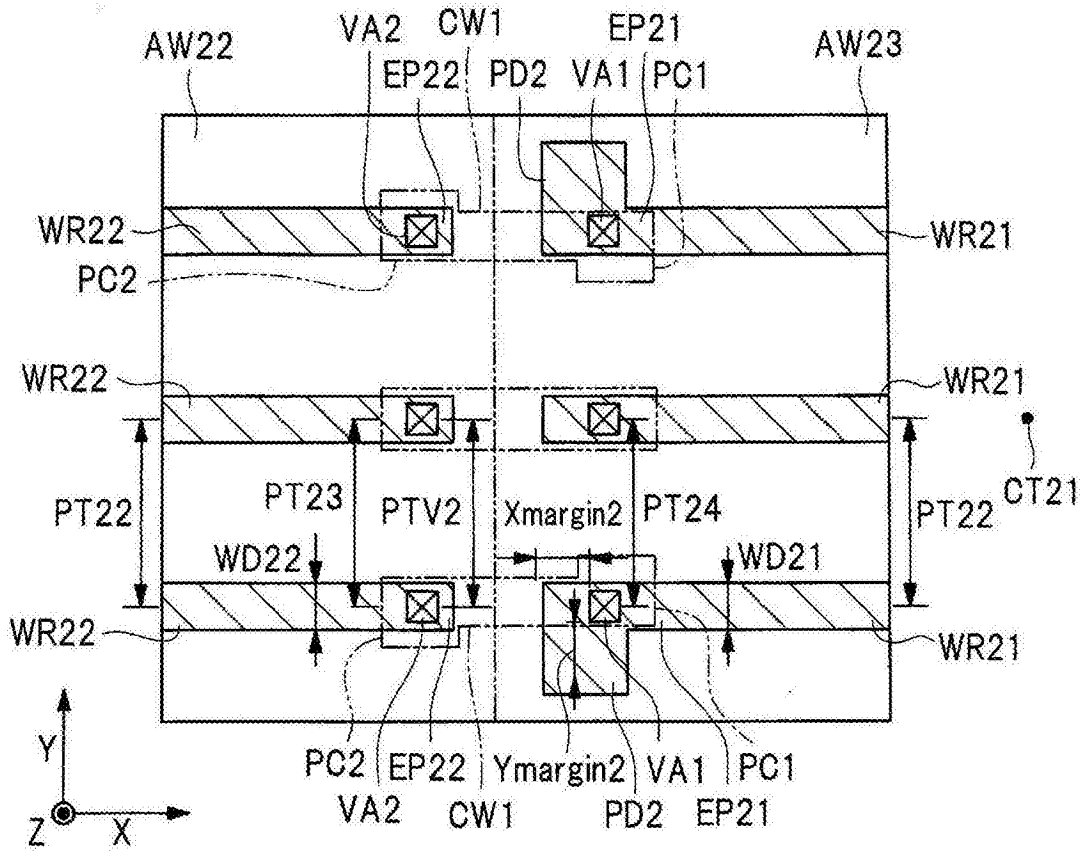 VA2 CW1 EP21
AW22 AW23
EP22 PD2 VA1 PC1
WR22 WR21
PC2
WR22 WR21
CT21
PT22 PT23 PTV2 Xmargin2 PT24 PT22
WD22 WD21
WR22 WR21
Y
PC2 EP22 Ymargin2 VA1 PC1
VA2 CW1 PD2 EP21
Z X